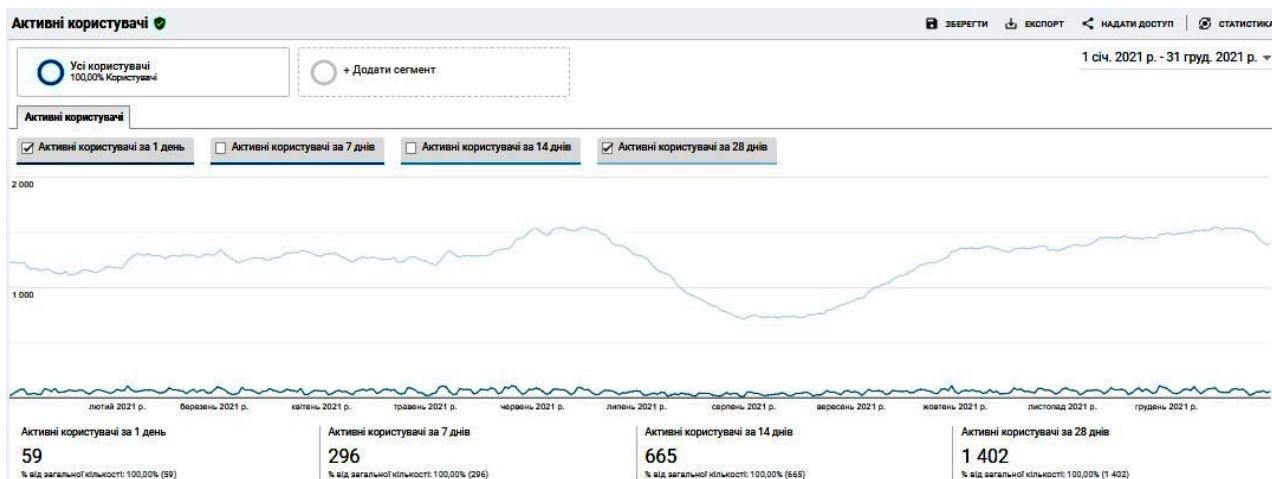 Активні користувачі
ЗБЕРЕГТИ ЕКСПОРТ НАДАТИ ДОСТУП СТАТИСТИКА
Усі користувачі
100,00% Користувачі
+ Додати сегмент
1 січ. 2021 р. - 31 груд. 2021 р.
Активні користувачі
Активні користувачі за 1 день Активні користувачі за 7 днів Активні користувачі за 14 днів Активні користувачі за 28 днів
2 000
1 000
лютий 2021 р. березень 2021 р. квітень 2021 р. травень 2021 р. червень 2021 р. липень 2021 р. серпень 2021 р. вересень 2021 р. жовтень 2021 р. листопад 2021 р. грудень 2021 р.
Активні користувачі за 1 день Активні користувачі за 7 днів Активні користувачі за 14 днів Активні користувачі за 28 днів
59 296 665 1 402
% від загальної кількості: 100,00% (59) % від загальної кількості: 100,00% (296) % від загальної кількості: 100,00% (665) % від загальної кількості: 100,00% (1 402)